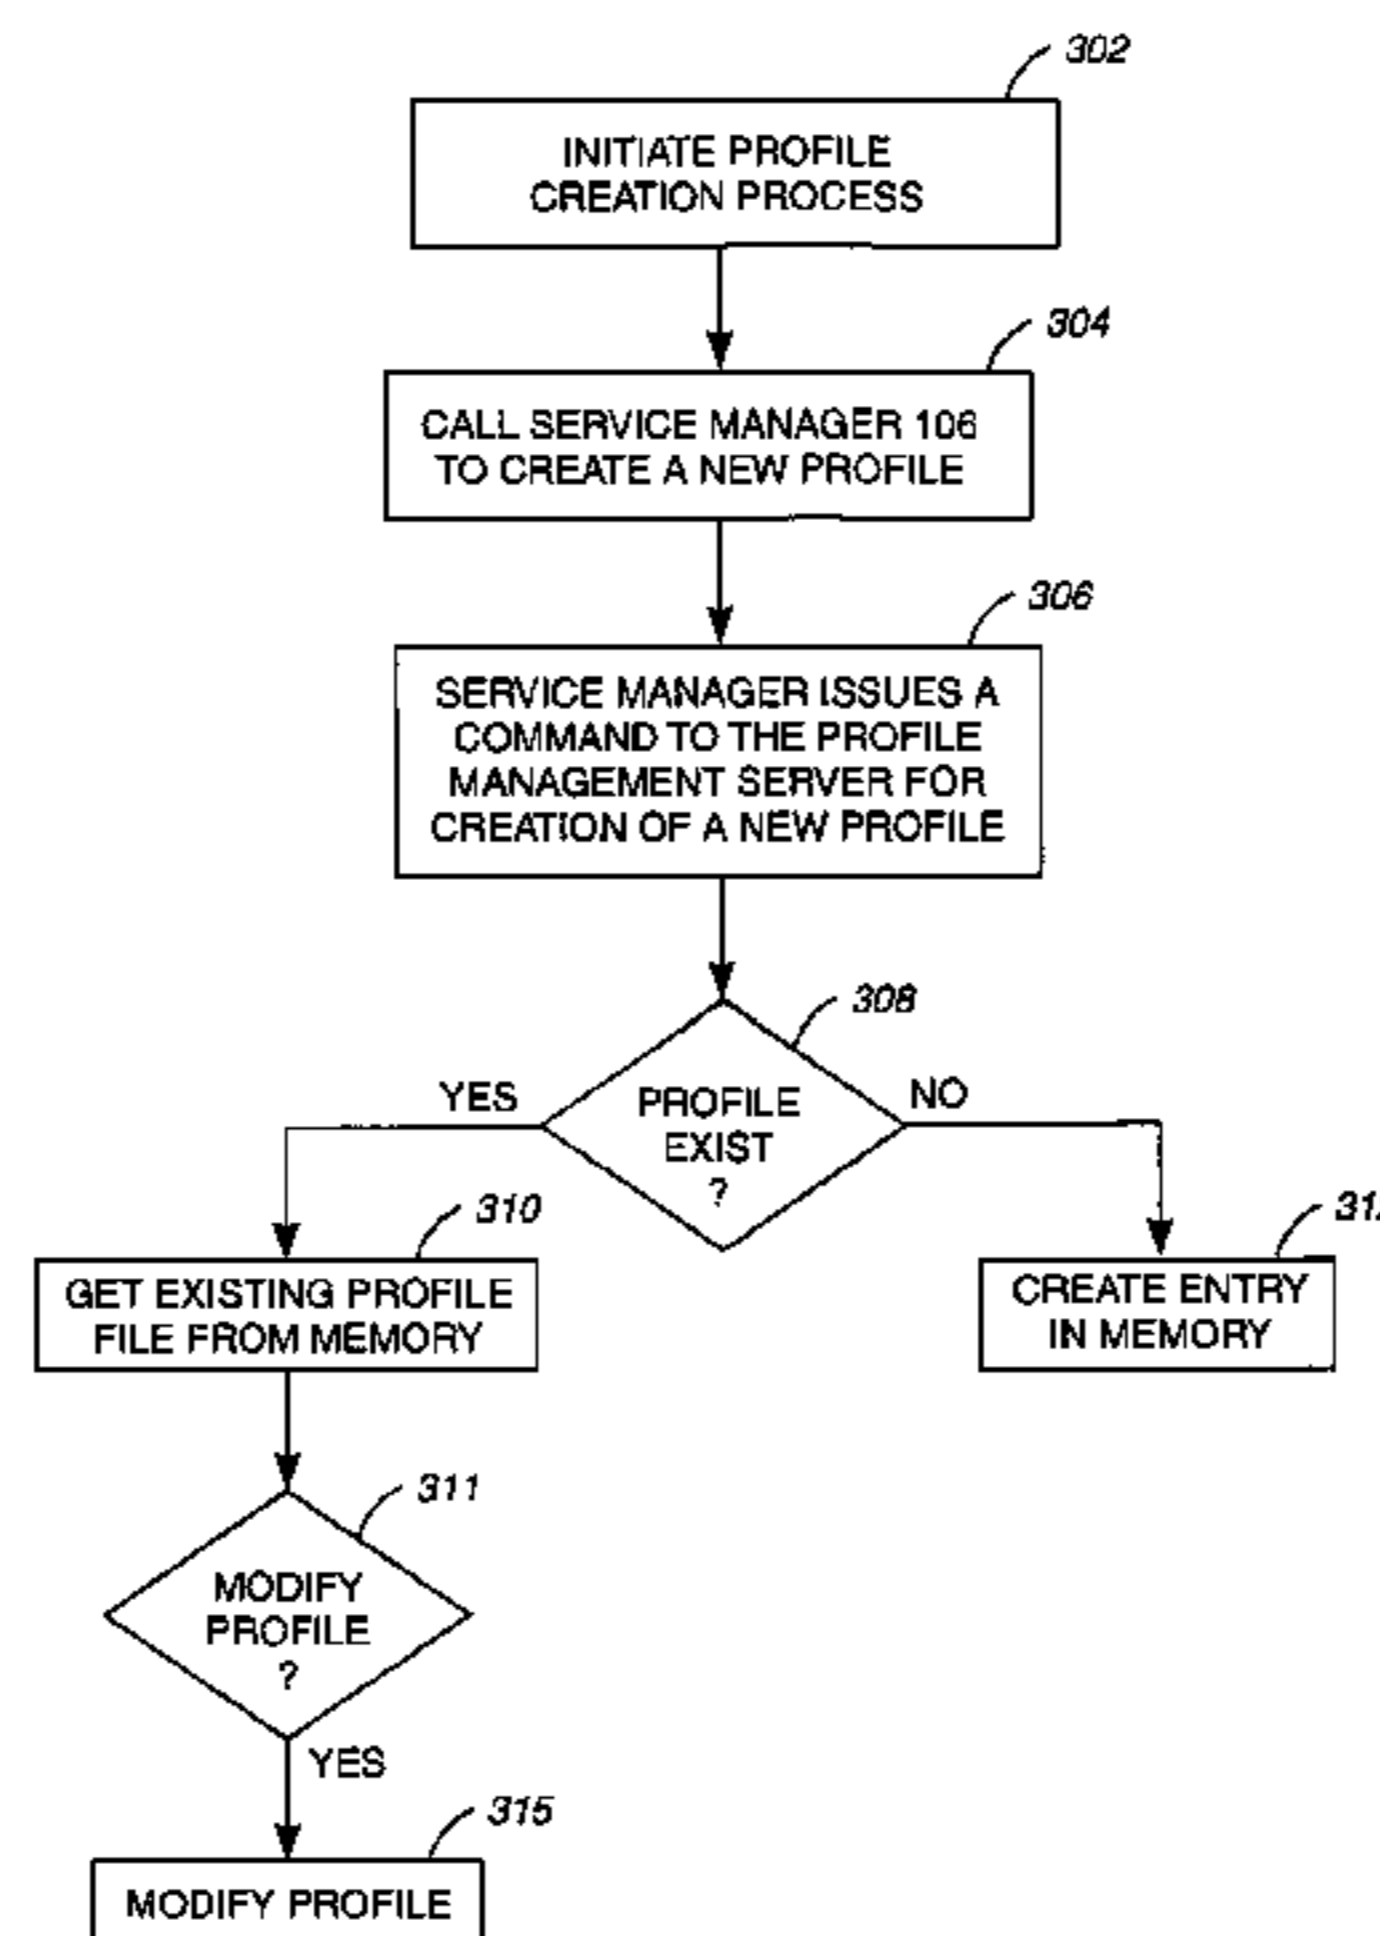 302
INITIATE PROFILE
CREATION PROCESS
304
CALL SERVICE MANAGER 106
TO CREATE A NEW PROFILE
306
SERVICE MANAGER ISSUES A
COMMAND TO THE PROFILE
MANAGEMENT SERVER FOR
CREATION OF A NEW PROFILE
308
YES
PROFILE
EXIST
?
NO
310
GET EXISTING PROFILE
FILE FROM MEMORY
CREATE ENTRY
IN MEMORY
311
MODIFY
PROFILE
?
YES
315
MODIFY PROFILE